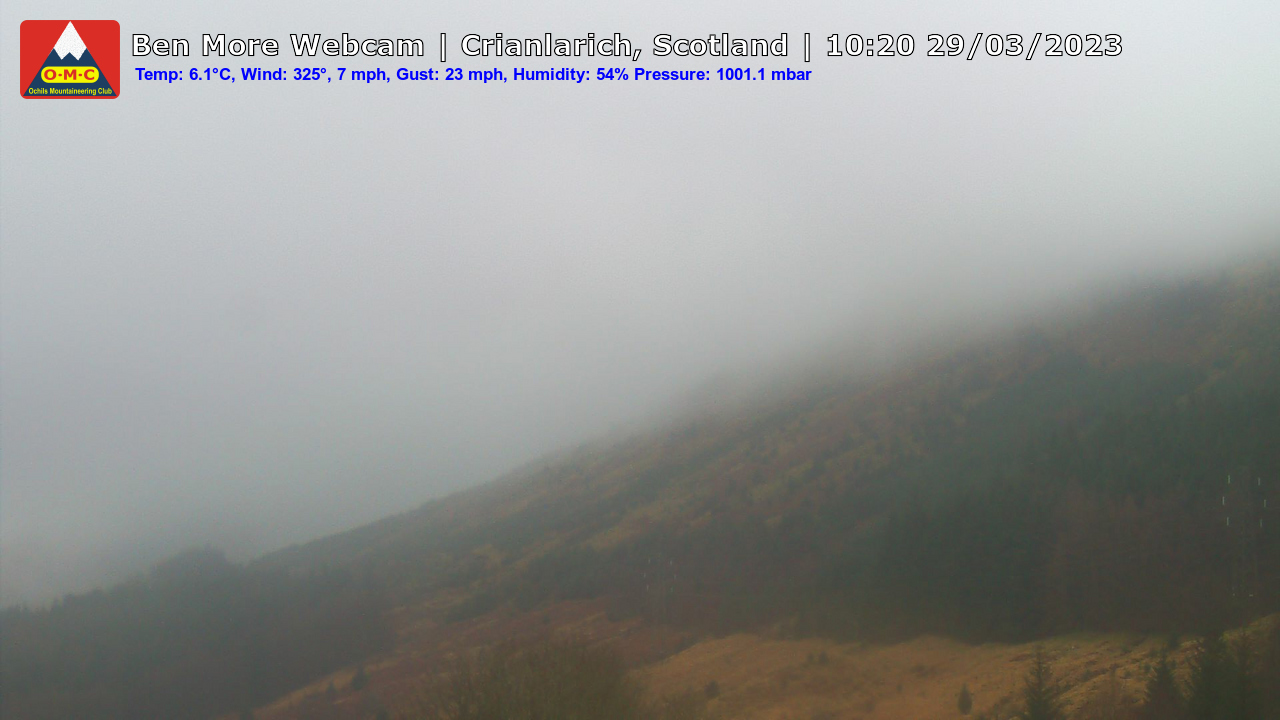 Ben More Webcam | Crianlarich, Scotland | 10:20 29/03/2023
Temp: 6.1°C, Wind: 325°, 7 mph, Gust: 23 mph, Humidity: 54% Pressure: 1001.1 mbar
O·M·C
Ochils Mountaineering Club